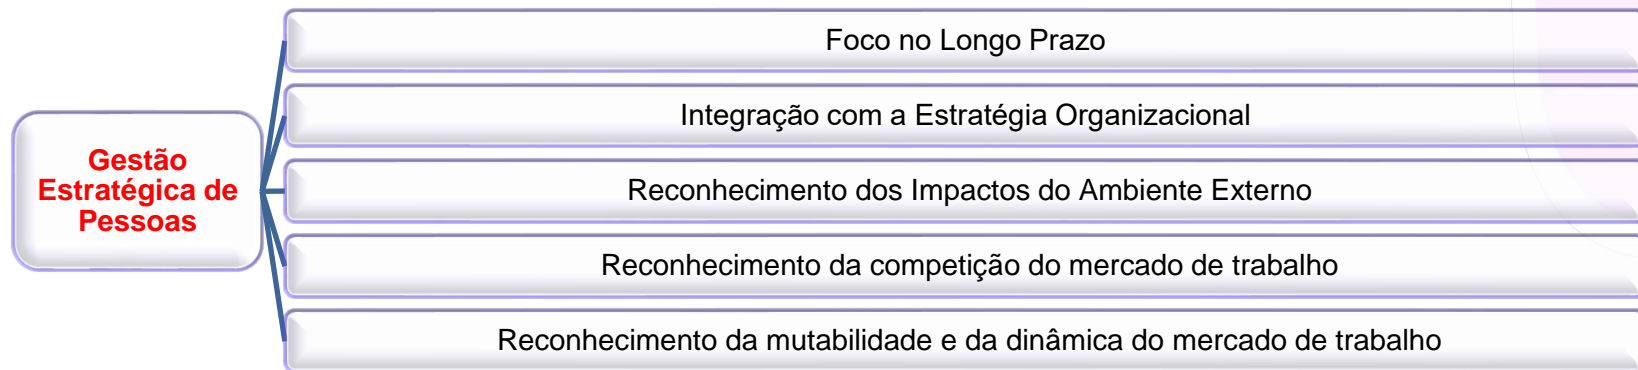 Gestão
Estratégica de
Pessoas
Foco no Longo Prazo
Integração com a Estratégia Organizacional
Reconhecimento dos Impactos do Ambiente Externo
Reconhecimento da competição do mercado de trabalho
Reconhecimento da mutabilidade e da dinâmica do mercado de trabalho